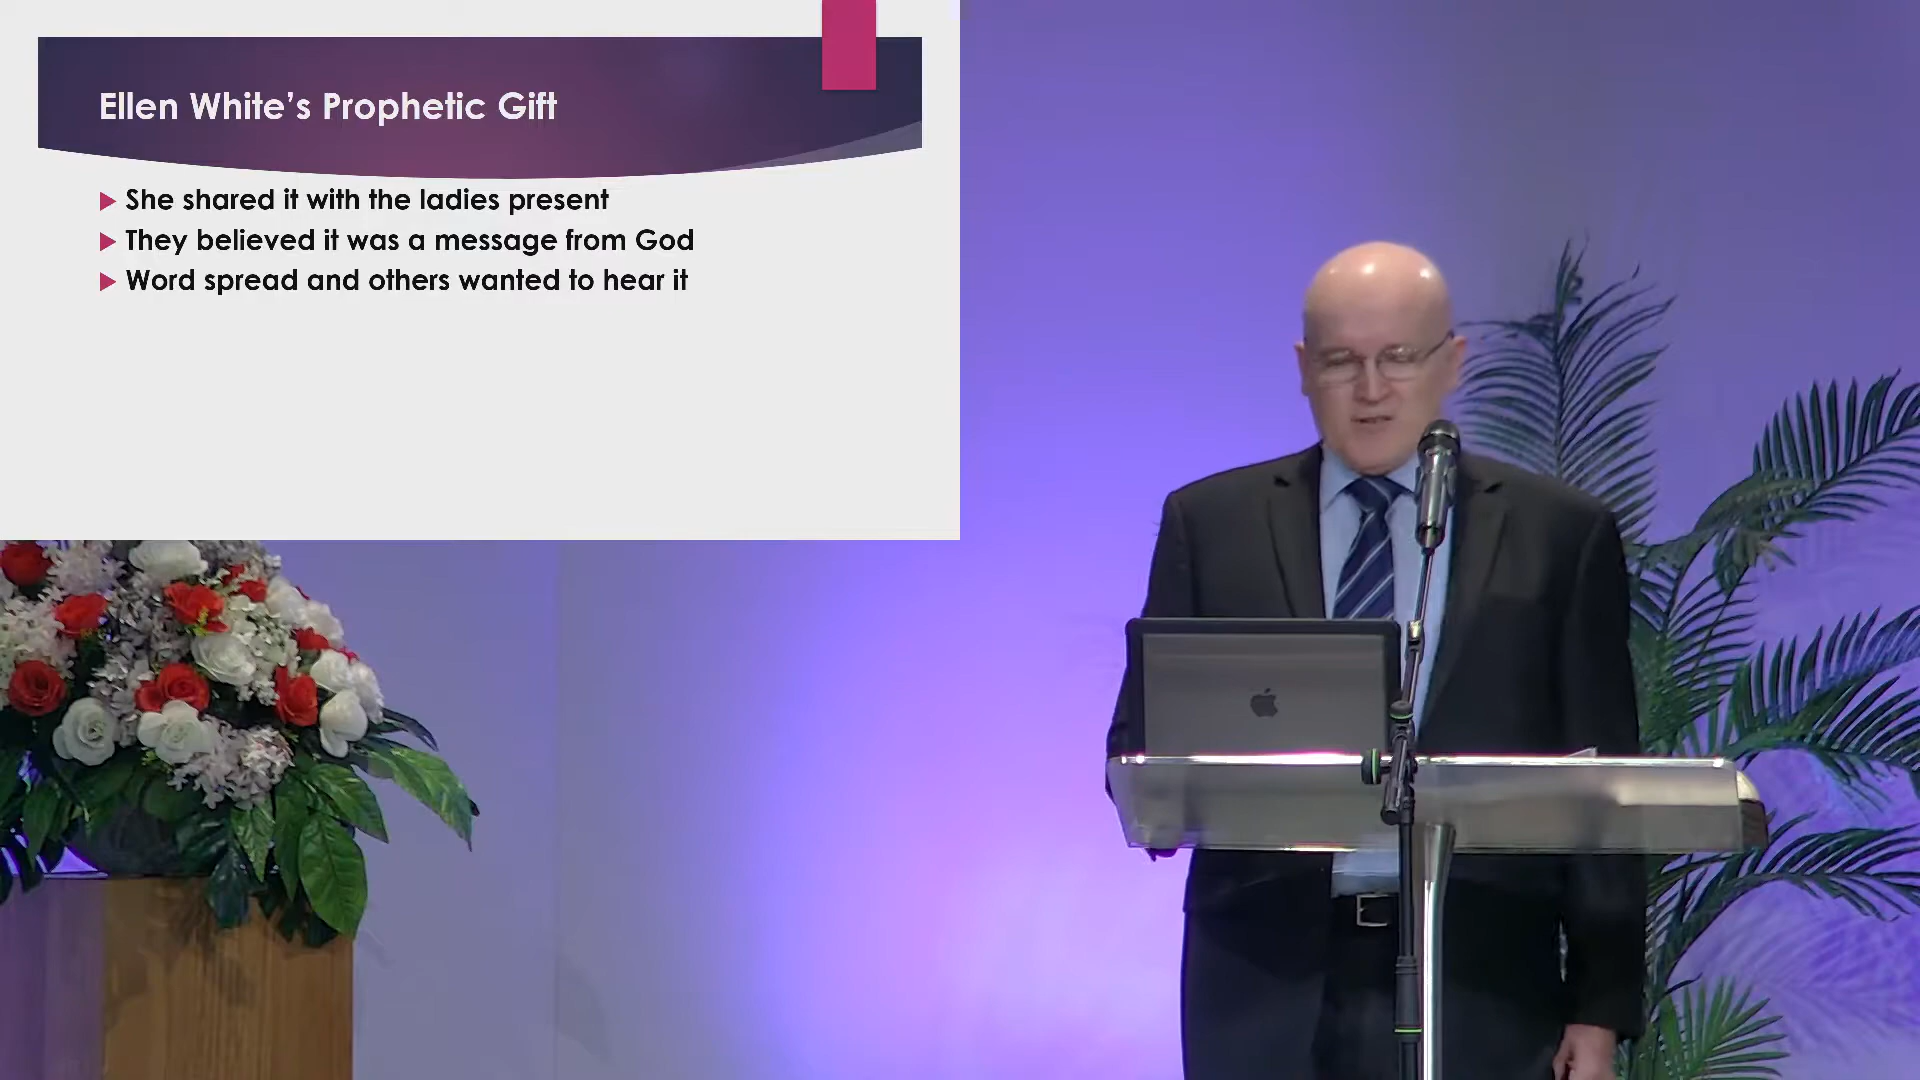 Ellen White’s Prophetic Gift
She shared it with the ladies present
They believed it was a message from God
Word spread and others wanted to hear it